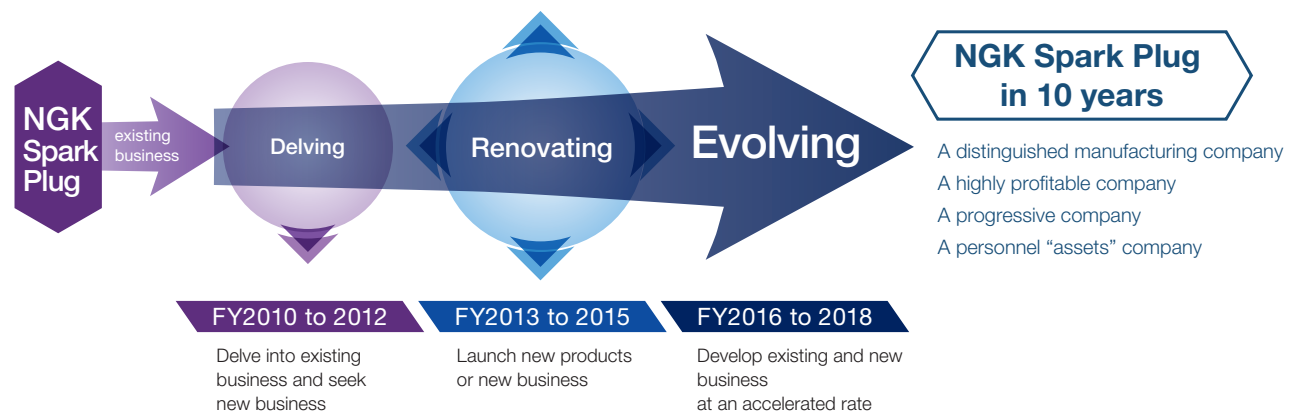 NGK
Spark
Plug
existing
business
Delving
Renovating
Evolving
NGK Spark Plug
in 10 years
A distinguished manufacturing company
A highly profitable company
A progressive company
A personnel “assets” company
FY2010 to 2012
Delve into existing
business and seek
new business
FY2013 to 2015
Launch new products
or new business
FY2016 to 2018
Develop existing and new
business
at an accelerated rate